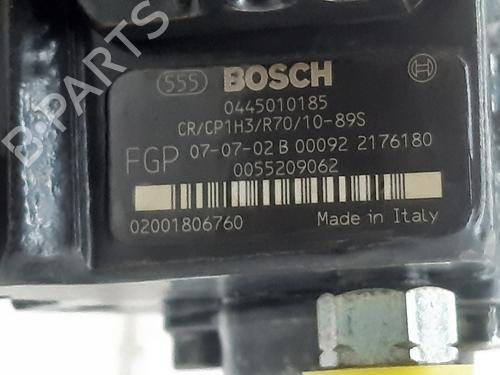 555 BOSCH
0445010185
CR/CP1H3/R70/10-89S
FGP 07-07-02 B 00092 2176180
0055209062
02001806760 Made in Italy
B-PARTS